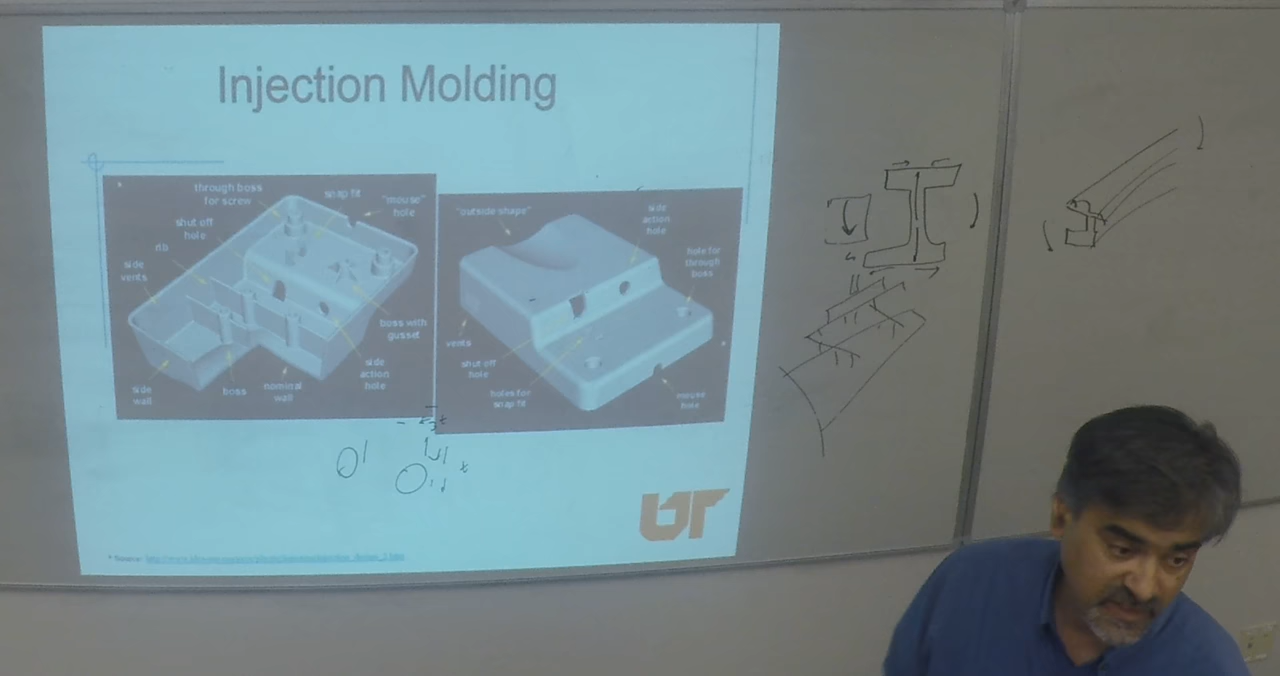 Injection Molding
through boss
for screw
snap fit
"mouse"
hole
shut off
hole
rib
side
vents
boss with
gusset
side
action
hole
nominal
wall
boss
side
wall
"outside shape"
side
action
hole
hole for
through
boss
vents
shut off
hole
holes for
snap fit
mouse
hole
UT
* Source: